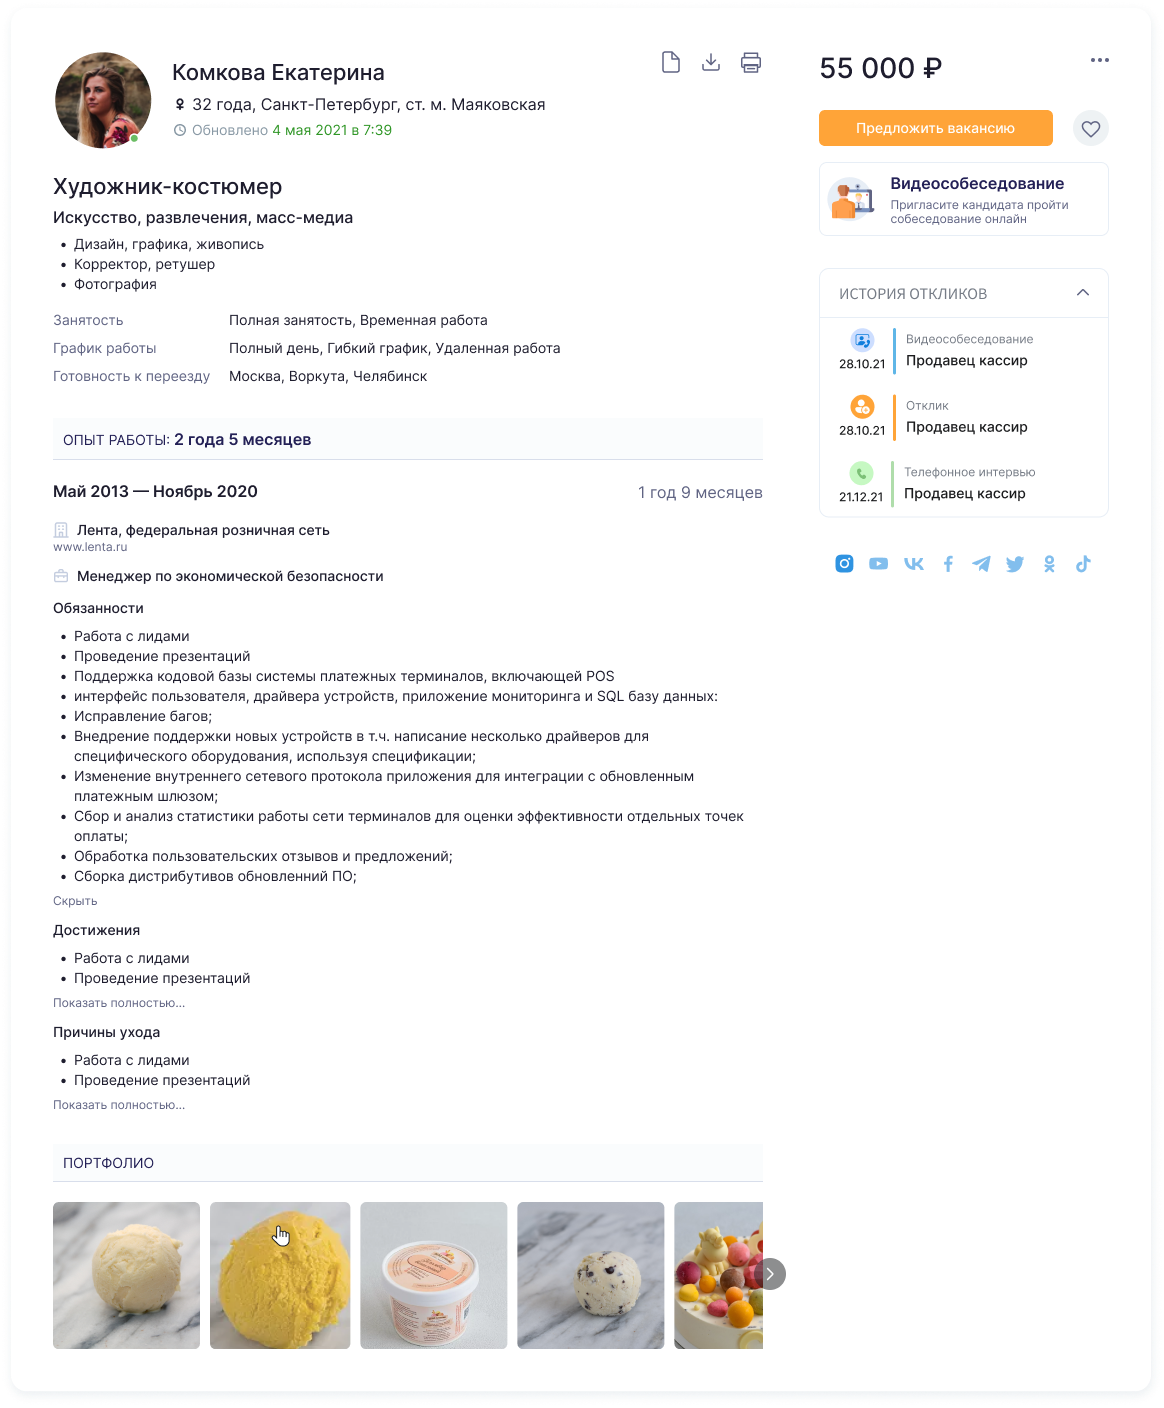 Комкова Екатерина
32 года, Санкт-Петербург, ст. м. Маяковская
Обновлено 4 мая 2021 в 7:39
Художник-костюмер
Искусство, развлечения, масс-медиа
• Дизайн, графика, живопись
• Корректор, ретушер
• Фотография
Занятость Полная занятость, Временная работа
График работы Полный день, Гибкий график, Удаленная работа
Готовность к переезду Москва, Воркута, Челябинск
ОПЫТ РАБОТЫ: 2 года 5 месяцев
Май 2013 — Ноябрь 2020 1 год 9 месяцев
Лента, федеральная розничная сеть
www.lenta.ru
Менеджер по экономической безопасности
Обязанности
• Работа с лидами
• Проведение презентаций
• Поддержка кодовой базы системы платежных терминалов, включающей POS
• интерфейс пользователя, драйвера устройств, приложение мониторинга и SQL базу данных:
• Исправление багов;
• Внедрение поддержки новых устройств в т.ч. написание несколько драйверов для
специфического оборудования, используя спецификации;
• Изменение внутреннего сетевого протокола приложения для интеграции с обновленным
платежным шлюзом;
• Сбор и анализ статистики работы сети терминалов для оценки эффективности отдельных точек
оплаты;
• Обработка пользовательских отзывов и предложений;
• Сборка дистрибутивов обновленний ПО;
Скрыть
Достижения
• Работа с лидами
• Проведение презентаций
Показать полностью...
Причины ухода
• Работа с лидами
• Проведение презентаций
Показать полностью...
ПОРТФОЛИО
55 000 ₽
Предложить вакансию
Видеособеседование
Пригласите кандидата пройти
собеседование онлайн
ИСТОРИЯ ОТКЛИКОВ
Видеособеседование
28.10.21 Продавец кассир
Отклик
28.10.21 Продавец кассир
Телефонное интервью
21.12.21 Продавец кассир